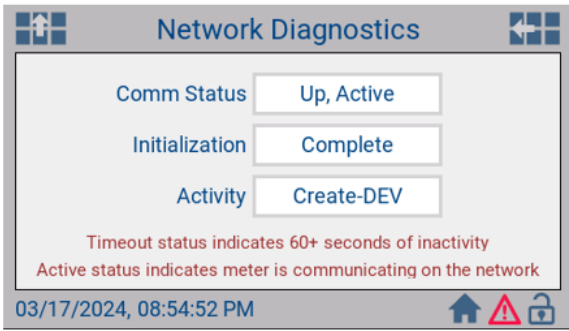 Network Diagnostics
Comm Status Up, Active
Initialization Complete
Activity Create-DEV
Timeout status indicates 60+ seconds of inactivity
Active status indicates meter is communicating on the network
03/17/2024, 08:54:52 PM